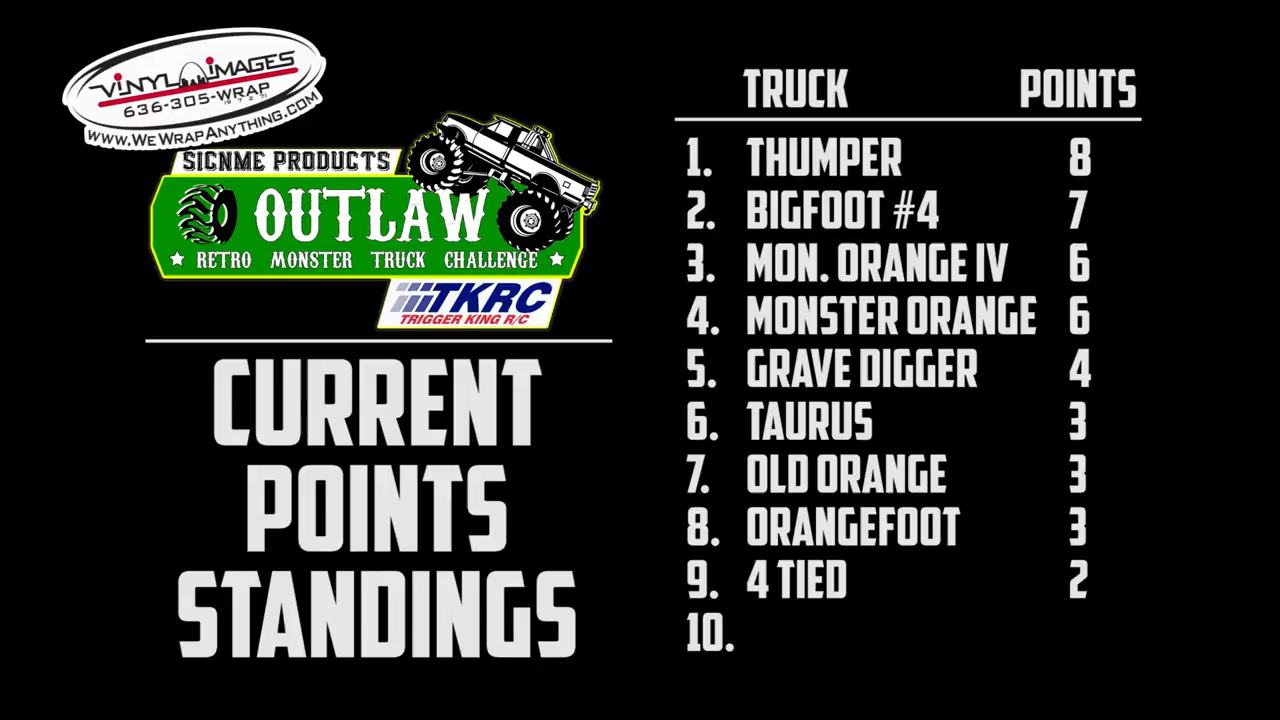 VINYL IMAGES
636-305-WRAP
(9727)
WWW.WEWRAPANYTHING.COM
SICNME PRODUCTS
OUTLAW
RETRO MONSTER TRUCK CHALLENGE
TKRC
TRIGGER KING R/C
CURRENT
POINTS
STANDINGS
TRUCK POINTS
1. THUMPER 8
2. BIGFOOT #4 7
3. MON. ORANGE IV 6
4. MONSTER ORANGE 6
5. GRAVE DIGGER 4
6. TAURUS 3
7. OLD ORANGE 3
8. ORANGEFOOT 3
9. 4 TIED 2
10.